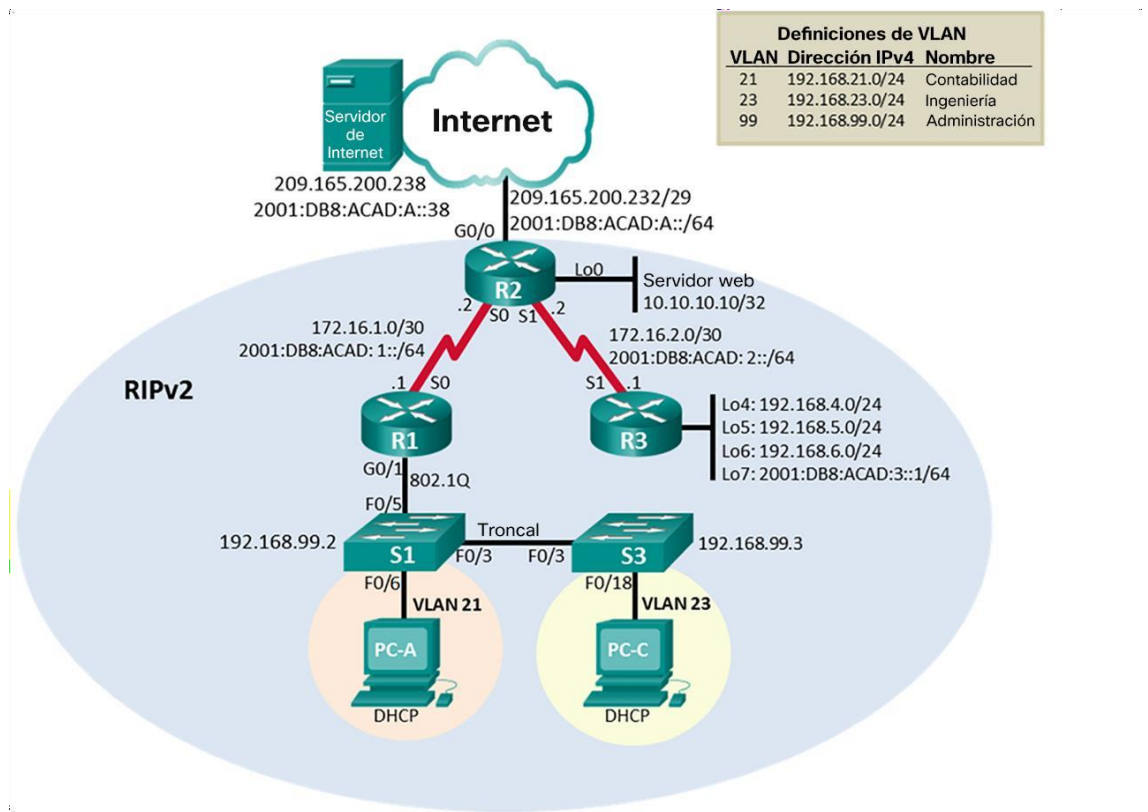 Definiciones de VLAN
VLAN Dirección IPv4 Nombre
21 192.168.21.0/24 Contabilidad
23 192.168.23.0/24 Ingeniería
99 192.168.99.0/24 Administración
Servidor
de
Internet
Internet
209.165.200.238
2001:DB8:ACAD:A::38
209.165.200.232/29
2001:DB8:ACAD:A::/64
G0/0
R2
Lo0
Servidor web
10.10.10.10/32
.2
S0
S1
.2
172.16.1.0/30
2001:DB8:ACAD: 1::/64
172.16.2.0/30
2001:DB8:ACAD: 2::/64
RIPv2
.1
S0
S1
.1
R1
R3
Lo4: 192.168.4.0/24
Lo5: 192.168.5.0/24
Lo6: 192.168.6.0/24
Lo7: 2001:DB8:ACAD:3::1/64
G0/1
802.1Q
F0/5
192.168.99.2
S1
Troncal
F0/3
F0/3
S3
192.168.99.3
F0/6
VLAN 21
F0/18
VLAN 23
PC-A
DHCP
PC-C
DHCP